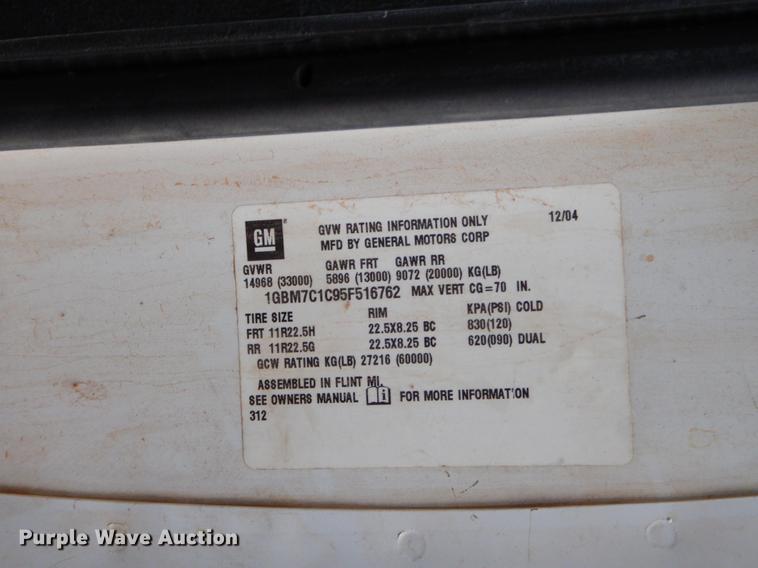 GM GVW RATING INFORMATION ONLY 12/04
MFD BY GENERAL MOTORS CORP
GVWR GAWR FRT GAWR RR
14968 (33000) 5896 (13000) 9072 (20000) KG(LB)
1GBM7C1C95F516762 MAX VERT CG=70 IN.
TIRE SIZE RIM KPA(PSI) COLD
FRT 11R22.5H 22.5X8.25 BC 830(120)
RR 11R22.5G 22.5X8.25 BC 620(090) DUAL
GCW RATING KG(LB) 27216 (60000)
ASSEMBLED IN FLINT MI.
SEE OWNERS MANUAL i FOR MORE INFORMATION
312
Purple Wave Auction